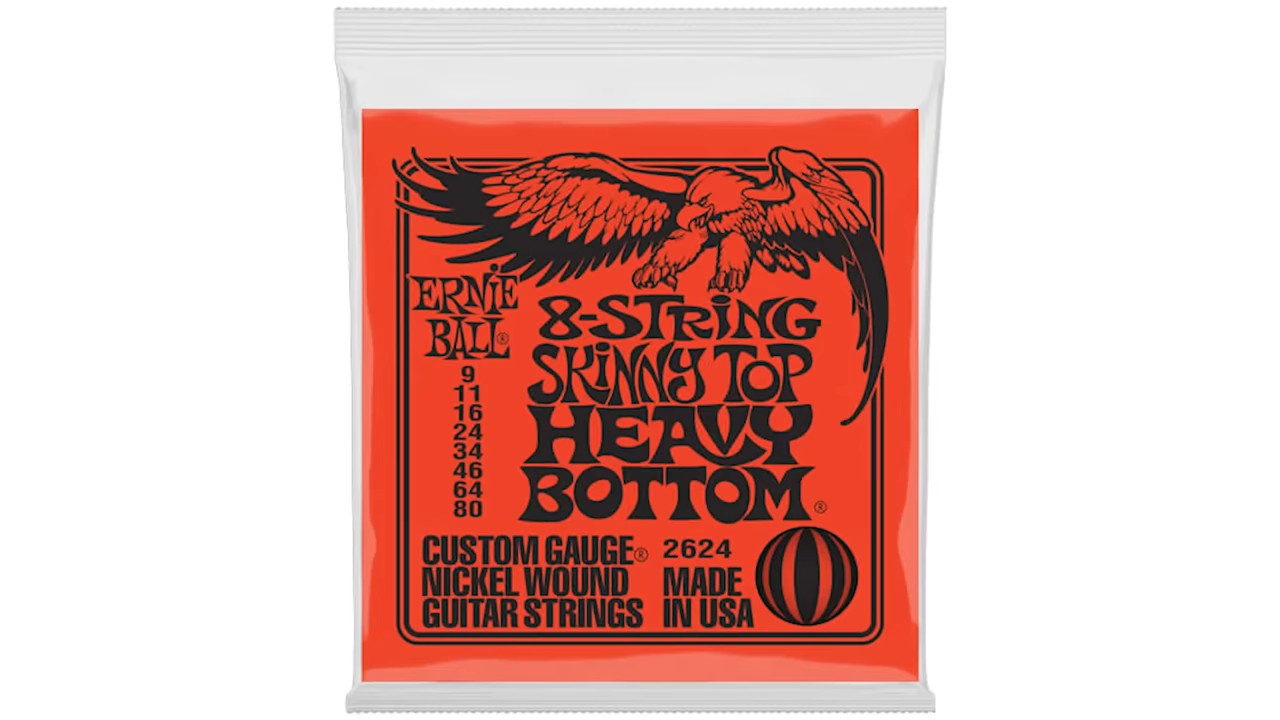 ERNiE
BALL®
9
11
16
24
34
46
64
80
8-STRiNG
SKiNNY TOP
HEAVY
BOTTOM®
CUSTOM GAUGE®
NICKEL WOUND
GUITAR STRINGS
2624
MADE
IN USA